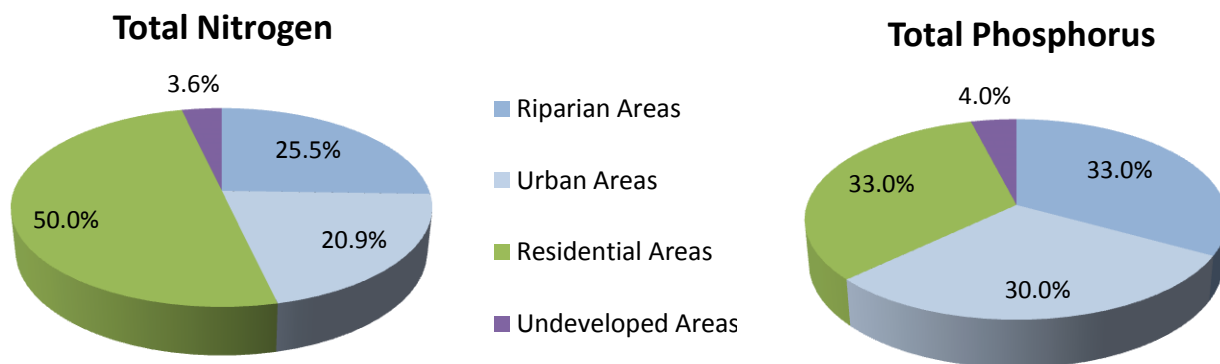 Total Nitrogen
3.6%
25.5%
50.0%
20.9%
Riparian Areas
Urban Areas
Residential Areas
Undeveloped Areas
Total Phosphorus
4.0%
33.0%
33.0%
30.0%